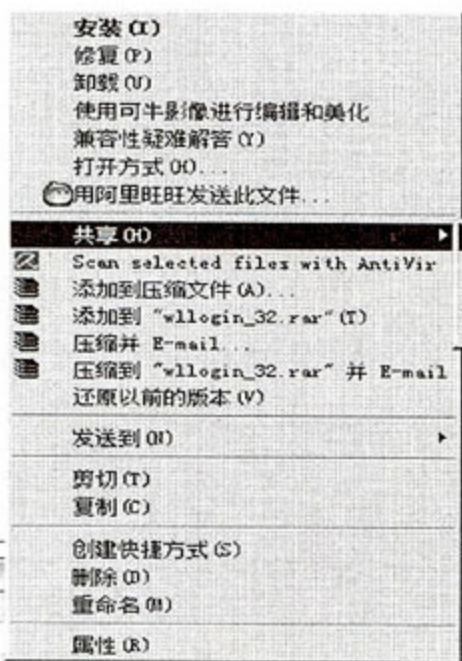 安装(I)
修复(P)
卸载(U)
使用可牛影像进行编辑和美化
兼容性疑难解答(Y)
打开方式(H)...
用阿里旺旺发送此文件...
共享(H)
Scan selected files with AntiVir
添加到压缩文件(A)...
添加到 "wllogin_32.rar"(T)
压缩并 E-mail...
压缩到 "wllogin_32.rar" 并 E-mail
还原以前的版本(V)
发送到(N)
剪切(T)
复制(C)
创建快捷方式(S)
删除(D)
重命名(M)
属性(R)